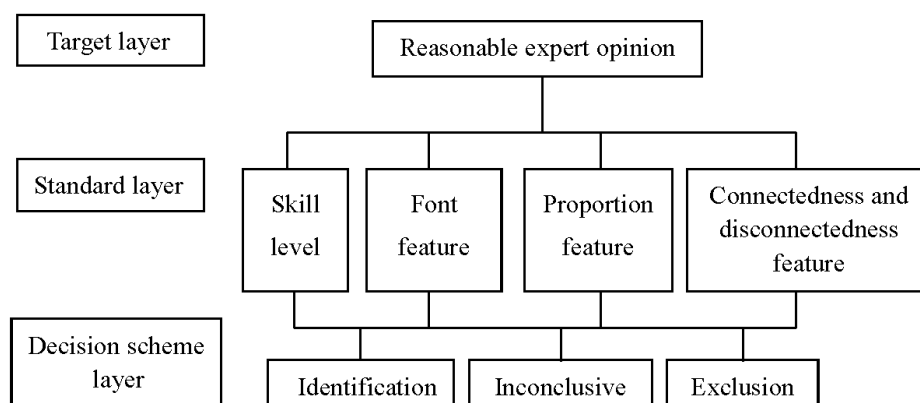 Target layer
Reasonable expert opinion
Standard layer
Skill
level
Font
feature
Proportion
feature
Connectedness and
disconnectedness
feature
Decision scheme
layer
Identification
Inconclusive
Exclusion